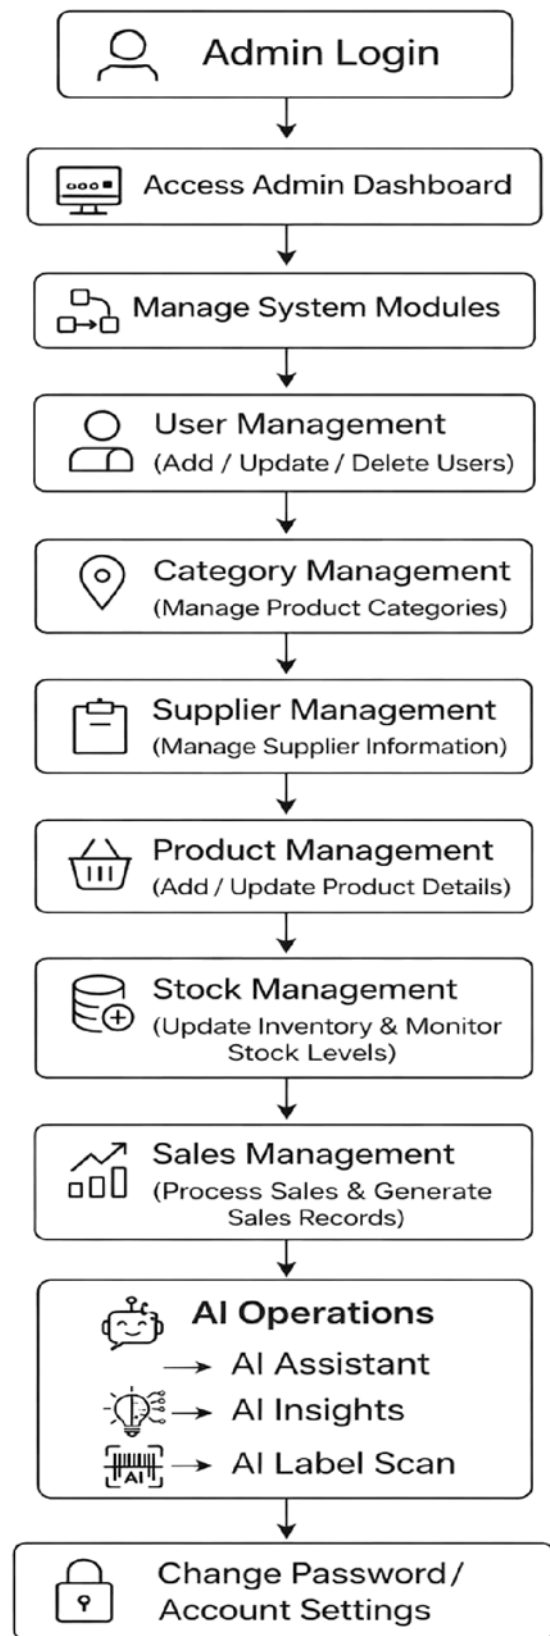 Admin Login
Access Admin Dashboard
Manage System Modules
User Management
(Add / Update / Delete Users)
Category Management
(Manage Product Categories)
Supplier Management
(Manage Supplier Information)
Product Management
(Add / Update Product Details)
Stock Management
(Update Inventory & Monitor
Stock Levels)
Sales Management
(Process Sales & Generate
Sales Records)
AI Operations
AI Assistant
AI Insights
AI
AI Label Scan
Change Password/
Account Settings